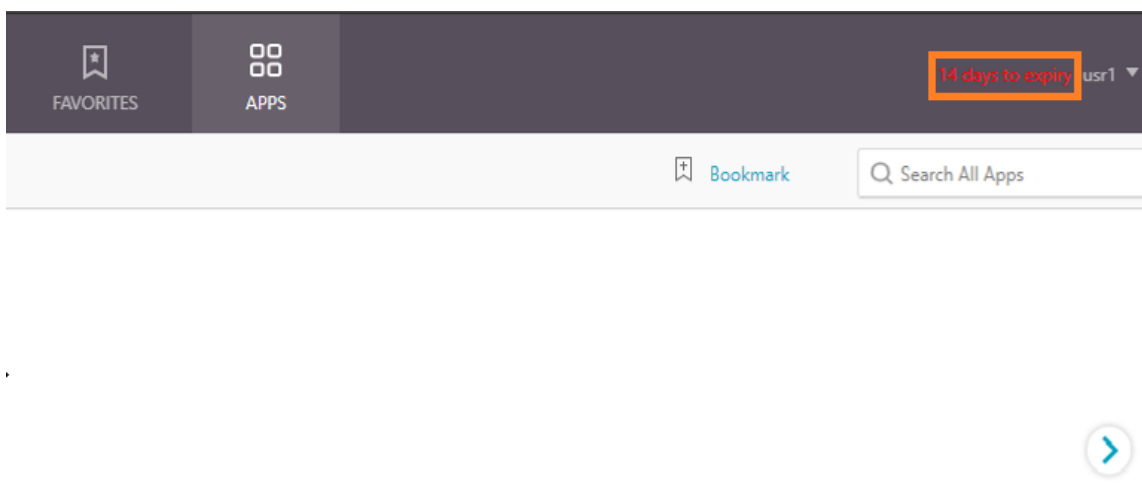 FAVORITES
APPS
14 days to expiry usr1
Bookmark
Search All Apps